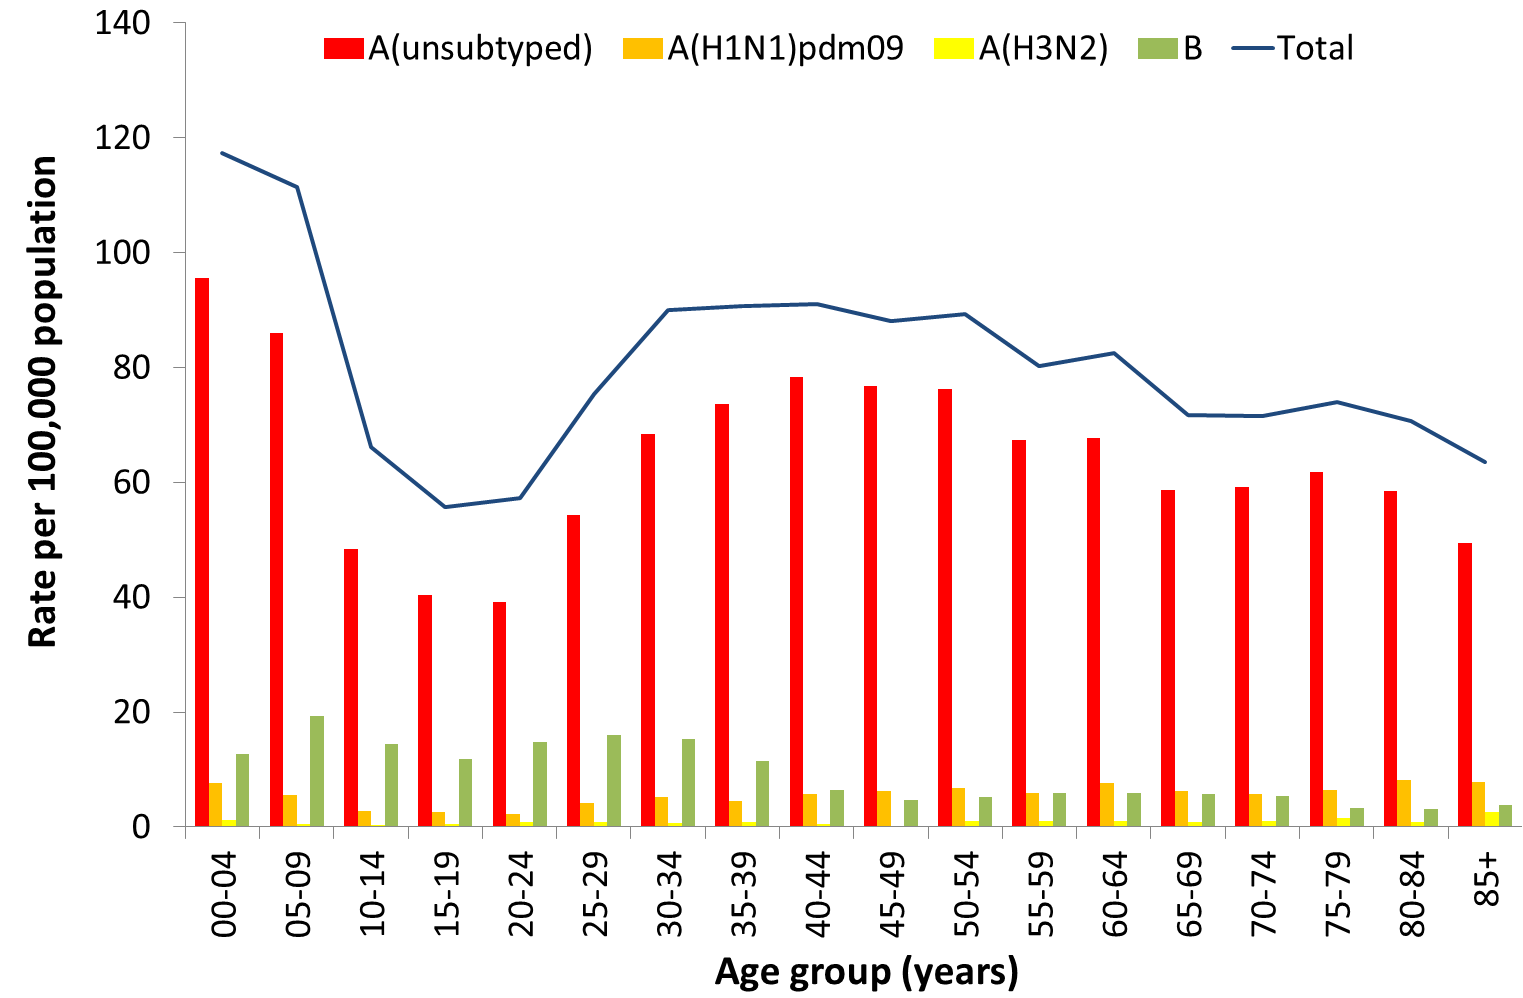 A(unsubtyped) A(H1N1)pdm09 A(H3N2) B Total
Rate per 100,000 population
140
120
100
80
60
40
20
0
00-04 05-09 10-14 15-19 20-24 25-29 30-34 35-39 40-44 45-49 50-54 55-59 60-64 65-69 70-74 75-79 80-84 85+
Age group (years)